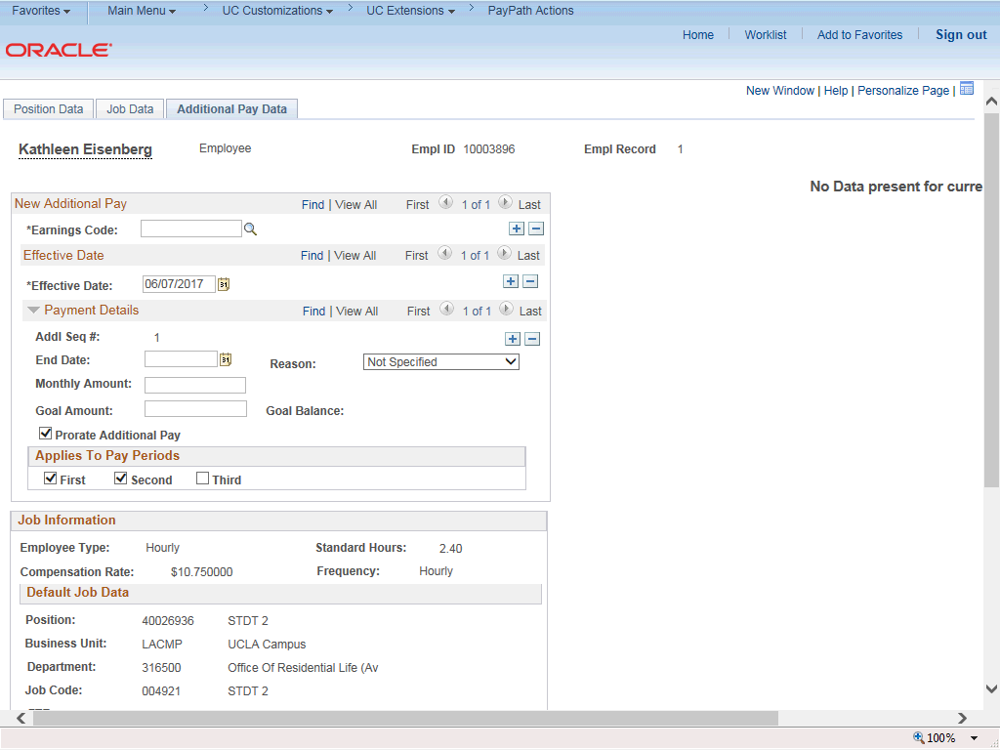 Favorites Main Menu UC Customizations UC Extensions PayPath Actions
Home Worklist Add to Favorites Sign out
ORACLE
New Window | Help | Personalize Page |
Position Data Job Data Additional Pay Data
Kathleen Eisenberg Employee Empl ID 10003896 Empl Record 1
No Data present for curre
New Additional Pay Find | View All First 1 of 1 Last
*Earnings Code:
Effective Date Find | View All First 1 of 1 Last
*Effective Date: 06/07/2017 31
Payment Details Find | View All First 1 of 1 Last
Addl Seq #: 1
End Date: 31 Reason: Not Specified
Monthly Amount:
Goal Amount: Goal Balance:
Prorate Additional Pay
Applies To Pay Periods
First Second Third
Job Information
Employee Type: Hourly Standard Hours: 2.40
Compensation Rate: $10.750000 Frequency: Hourly
Default Job Data
Position: 40026936 STDT 2
Business Unit: LACMP UCLA Campus
Department: 316500 Office Of Residential Life (Av
Job Code: 004921 STDT 2
100%